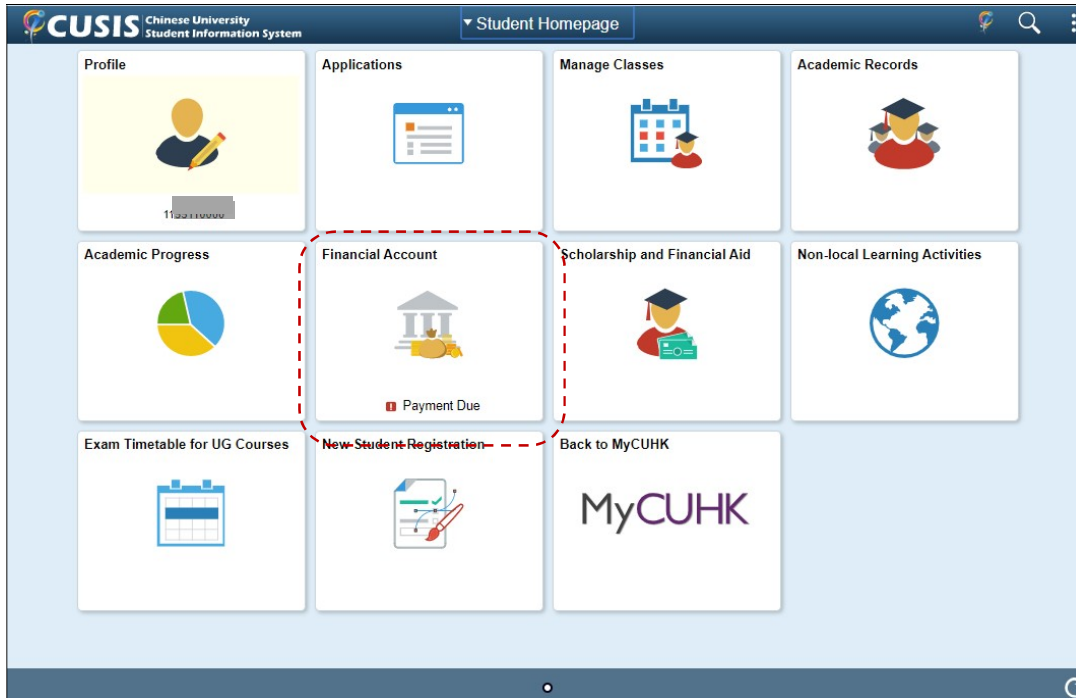 CUSIS Chinese University
Student Information System
Student Homepage
Profile
Applications
Manage Classes
Academic Records
Academic Progress
Financial Account
Scholarship and Financial Aid
Non-local Learning Activities
Payment Due
Exam Timetable for UG Courses
New Student Registration
Back to MyCUHK
MyCUHK